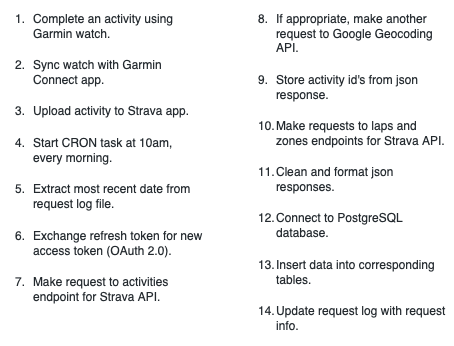 1. Complete an activity using
Garmin watch.
2. Sync watch with Garmin
Connect app.
3. Upload activity to Strava app.
4. Start CRON task at 10am,
every morning.
5. Extract most recent date from
request log file.
6. Exchange refresh token for new
access token (OAuth 2.0).
7. Make request to activities
endpoint for Strava API.
8. If appropriate, make another
request to Google Geocoding
API.
9. Store activity id's from json
response.
10. Make requests to laps and
zones endpoints for Strava API.
11. Clean and format json
responses.
12. Connect to PostgreSQL
database.
13. Insert data into corresponding
tables.
14. Update request log with request
info.